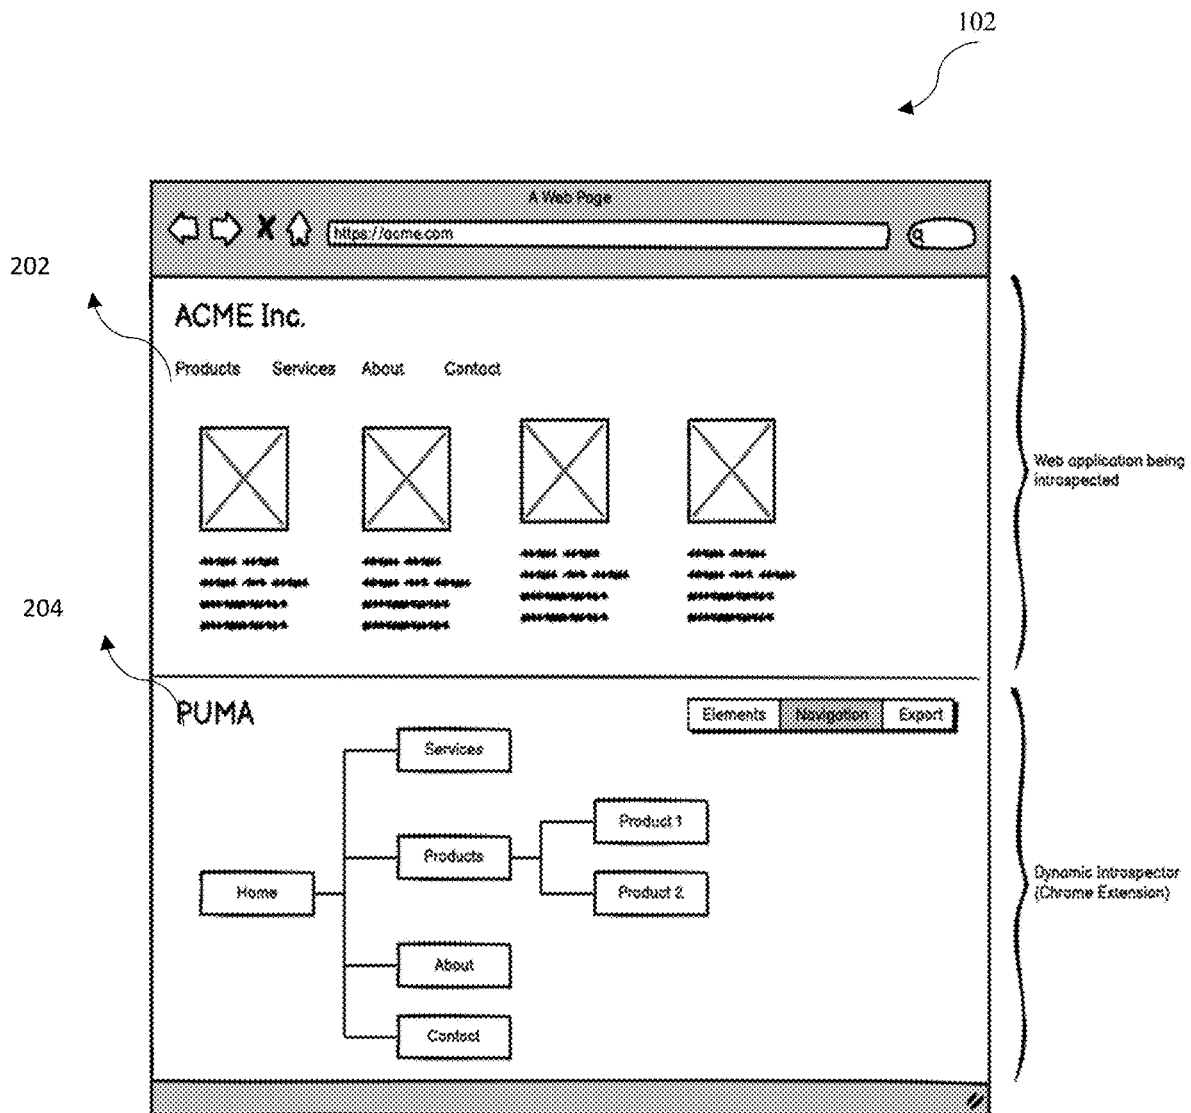 102
A Web Page
https://acme.com
202
ACME Inc.
Products Services About Contact
Web application being
introspected
204
PUMA
Elements Navigation Export
Services
Product 1
Products
Home
Product 2
Dynamic Introspector
(Chrome Extension)
About
Contact